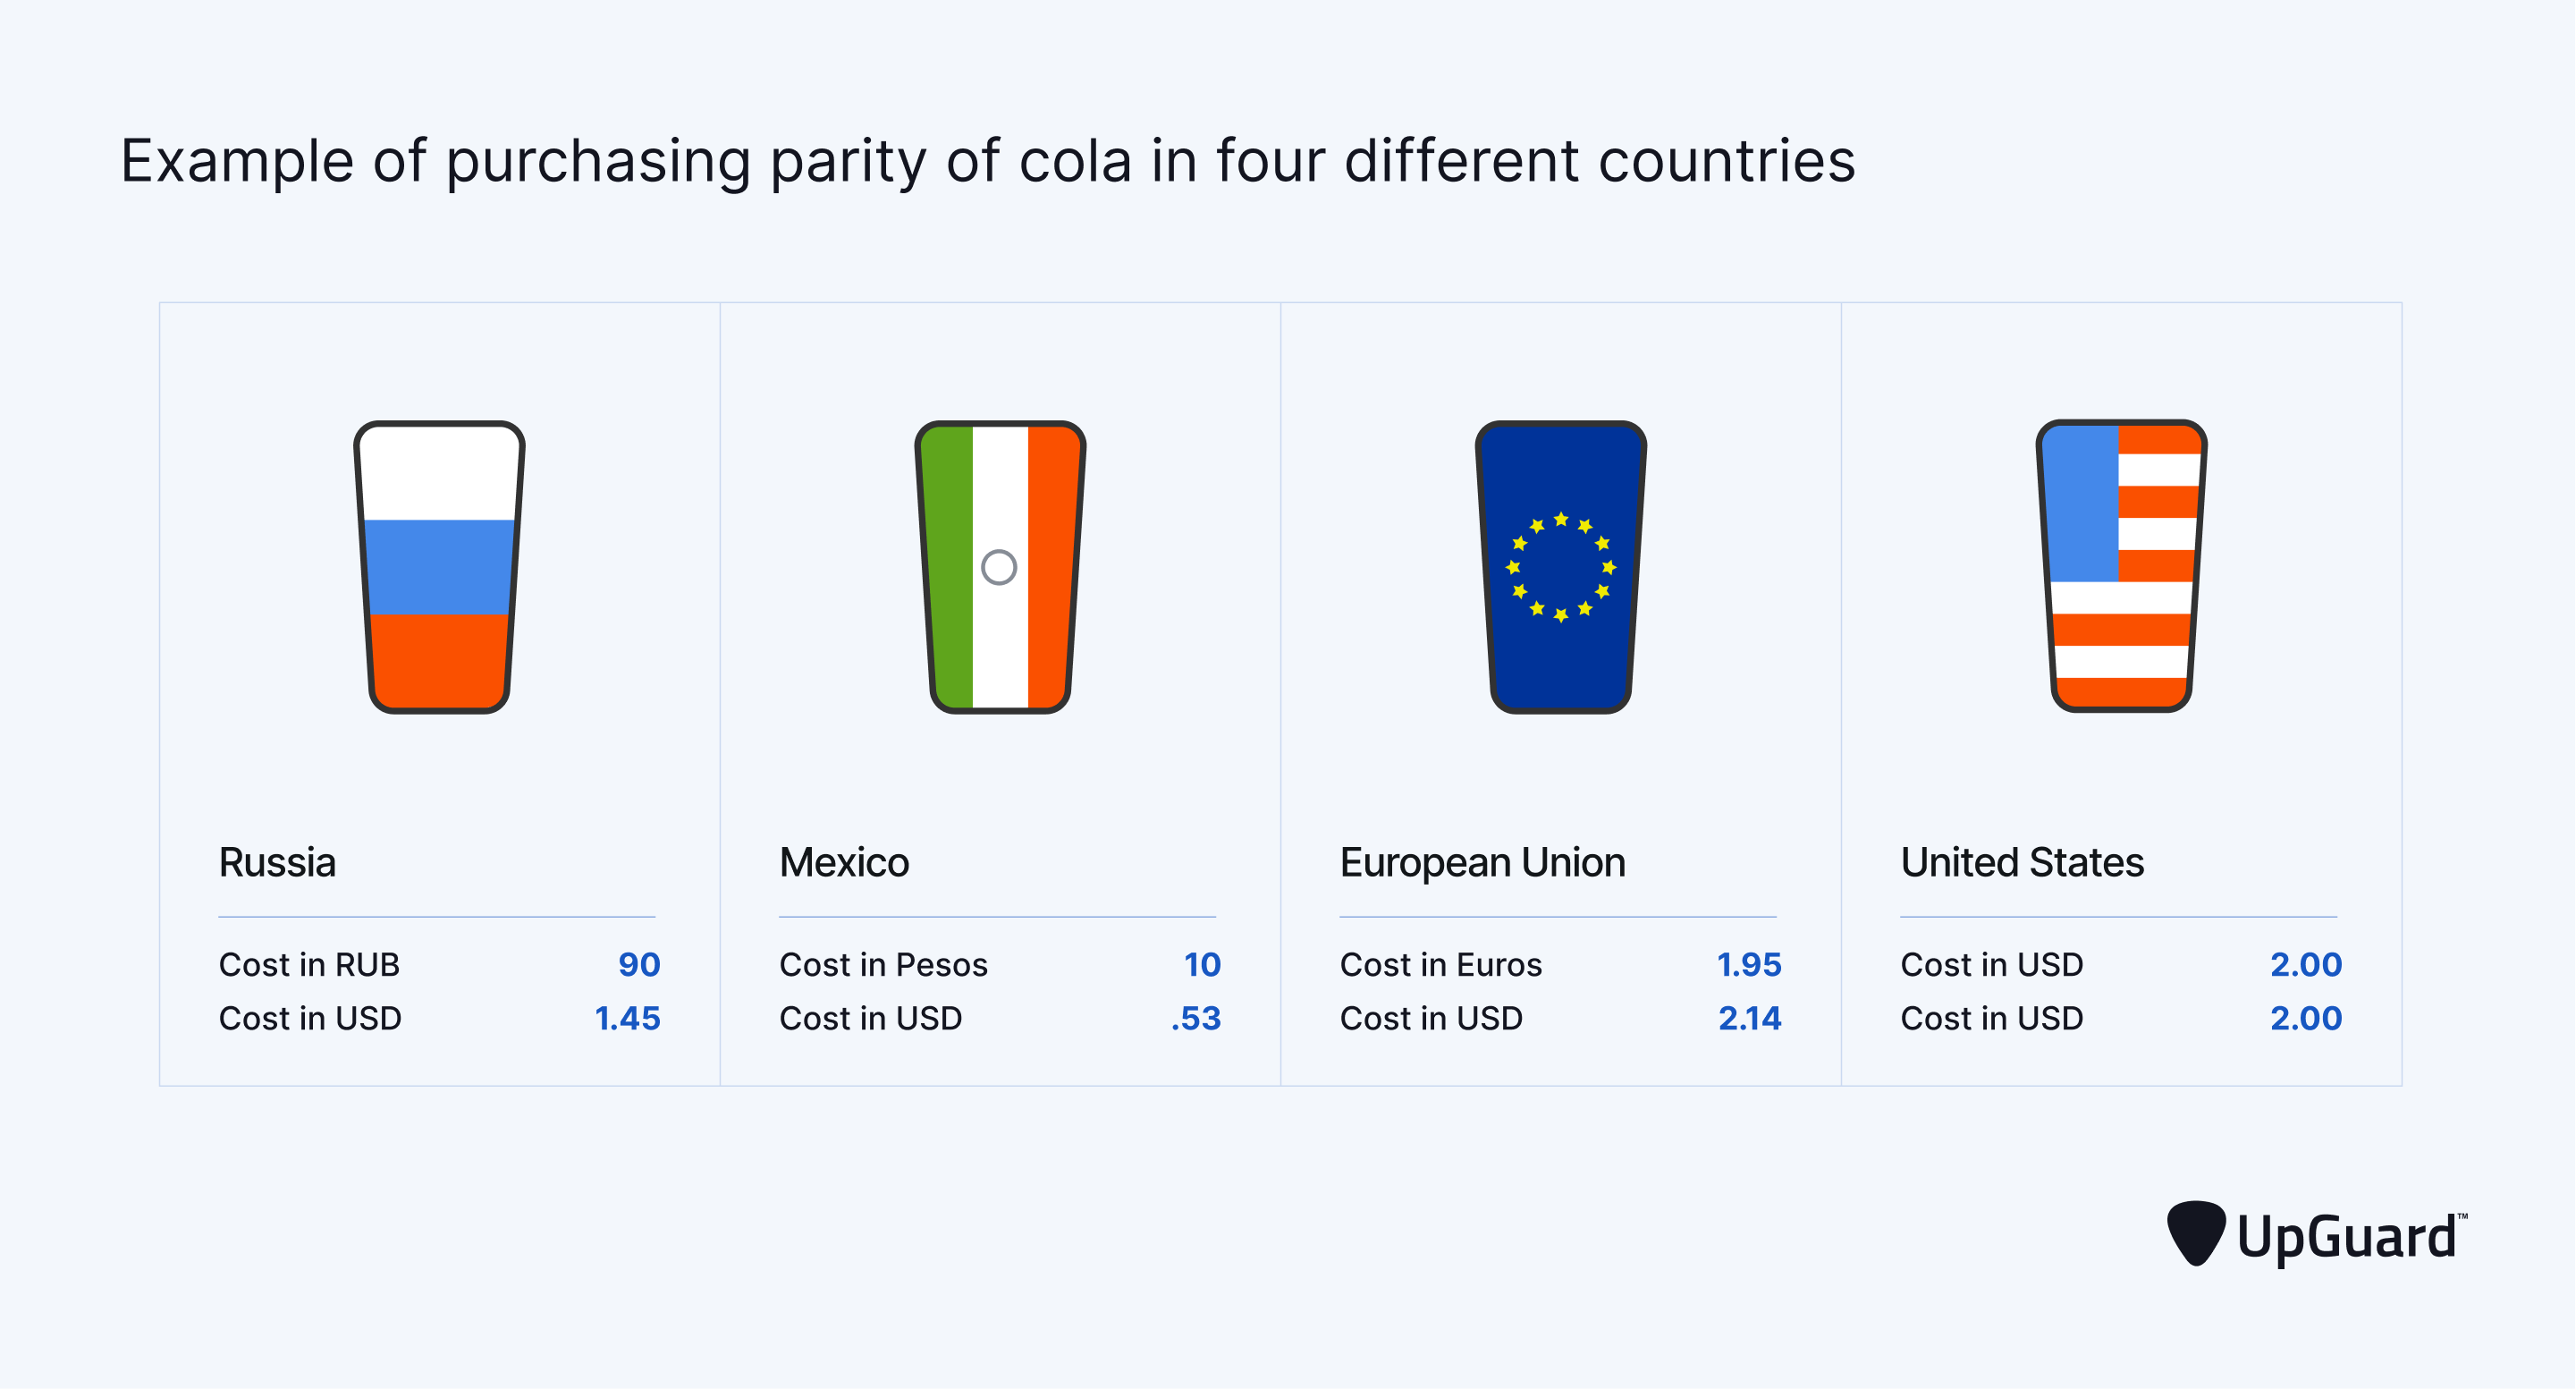 Example of purchasing parity of cola in four different countries
Russia
Cost in RUB 90
Cost in USD 1.45
Mexico
Cost in Pesos 10
Cost in USD .53
European Union
Cost in Euros 1.95
Cost in USD 2.14
United States
Cost in USD 2.00
Cost in USD 2.00
UpGuard™